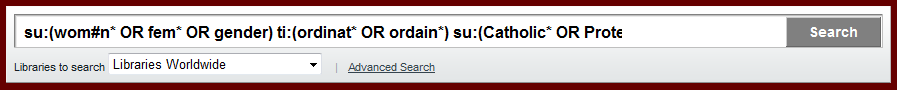 su:(wom#n* OR fem* OR gender) ti:(ordinat* OR ordain*) su:(Catholic* OR Prote
Search
Libraries to search Libraries Worldwide | Advanced Search